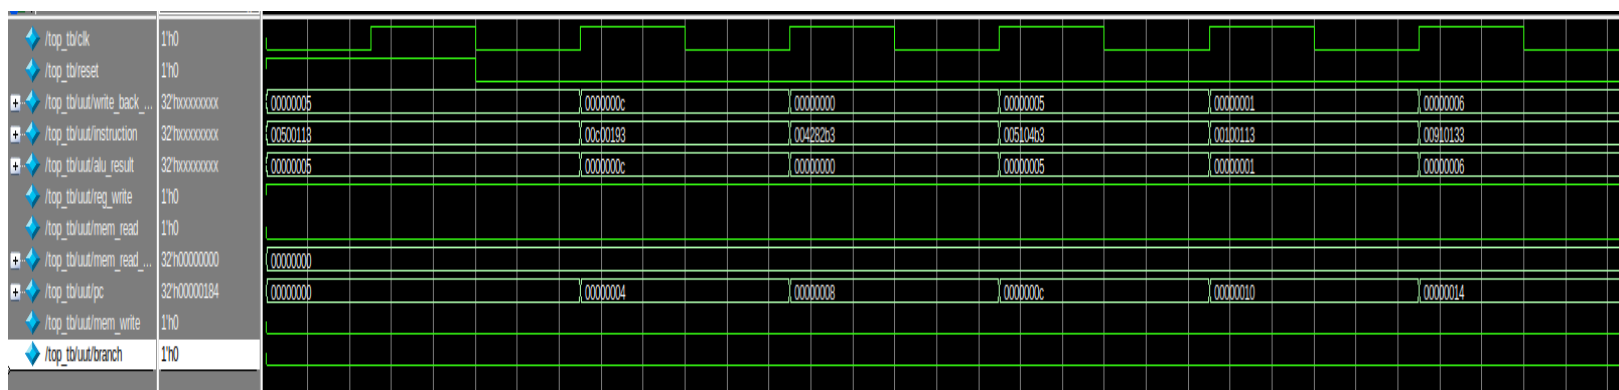 /top_tb/clk 1'h0
/top_tb/reset 1'h0
/top_tb/uut/write_back_... 32'hxxxxxxxx 00000005 0000000c 00000000 00000005 00000001 00000006
/top_tb/uut/instruction 32'hxxxxxxxx 00500113 00c00193 004282b3 005104b3 00100113 00910133
/top_tb/uut/alu_result 32'hxxxxxxxx 00000005 0000000c 00000000 00000005 00000001 00000006
/top_tb/uut/reg_write 1'h0
/top_tb/uut/mem_read 1'h0
/top_tb/uut/mem_read_... 32'h00000000 00000000
/top_tb/uut/pc 32'h00000184 00000000 00000004 00000008 0000000c 00000010 00000014
/top_tb/uut/mem_write 1'h0
/top_tb/uut/branch 1'h0